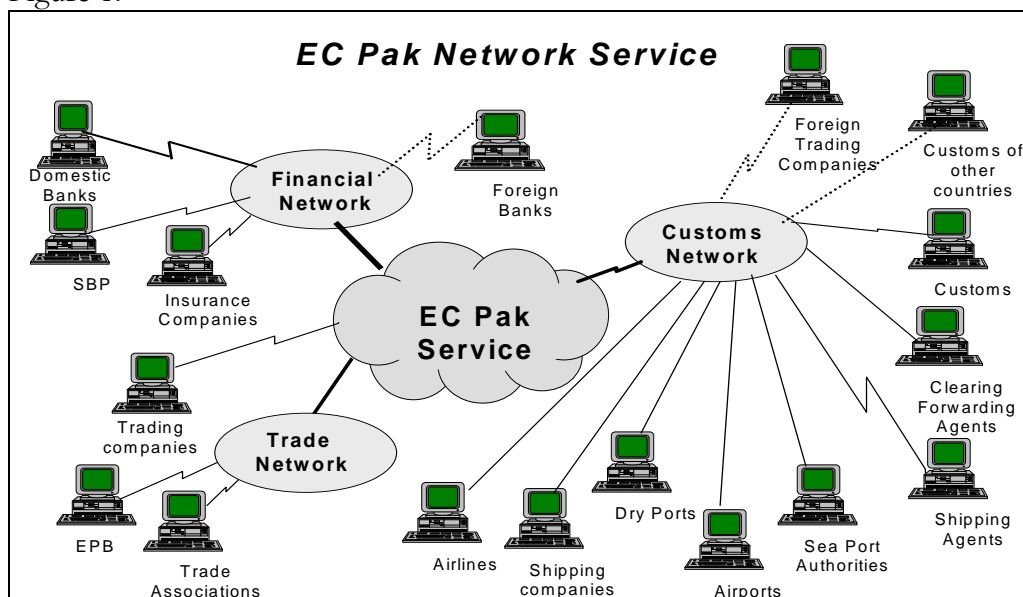 EC Pak Network Service
Domestic
Banks
SBP
Insurance
Companies
Financial
Network
Foreign
Banks
Foreign
Trading
Companies
Customs of
other
countries
Customs
Network
Customs
EC Pak
Service
Trading
companies
Clearing
Forwarding
Agents
Trade
Network
EPB
Trade
Associations
Airlines
Shipping
companies
Dry Ports
Airports
Sea Port
Authorities
Shipping
Agents